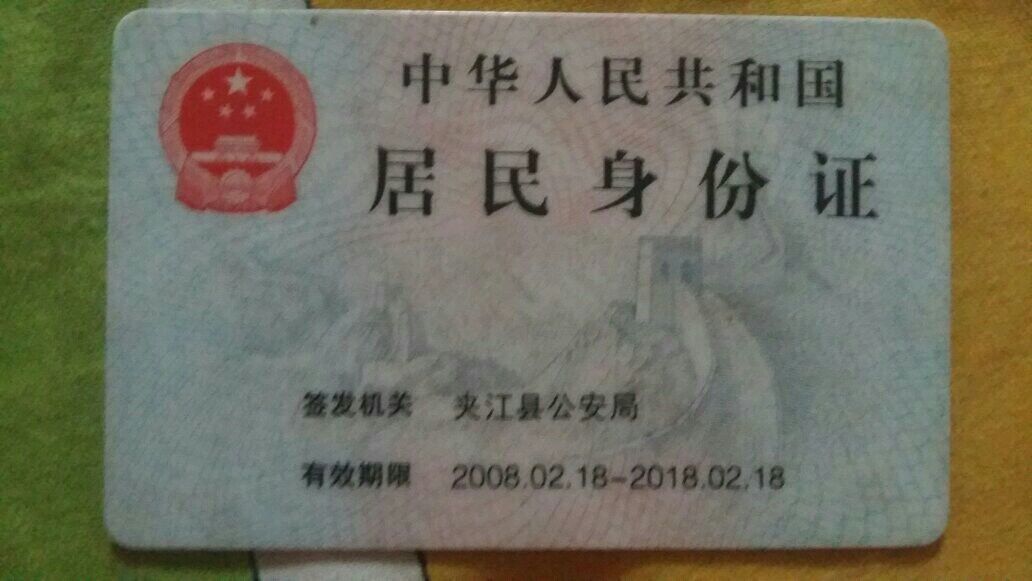 中华人民共和国
居民身份证
签发机关 夹江县公安局
有效期限 2008.02.18-2018.02.18